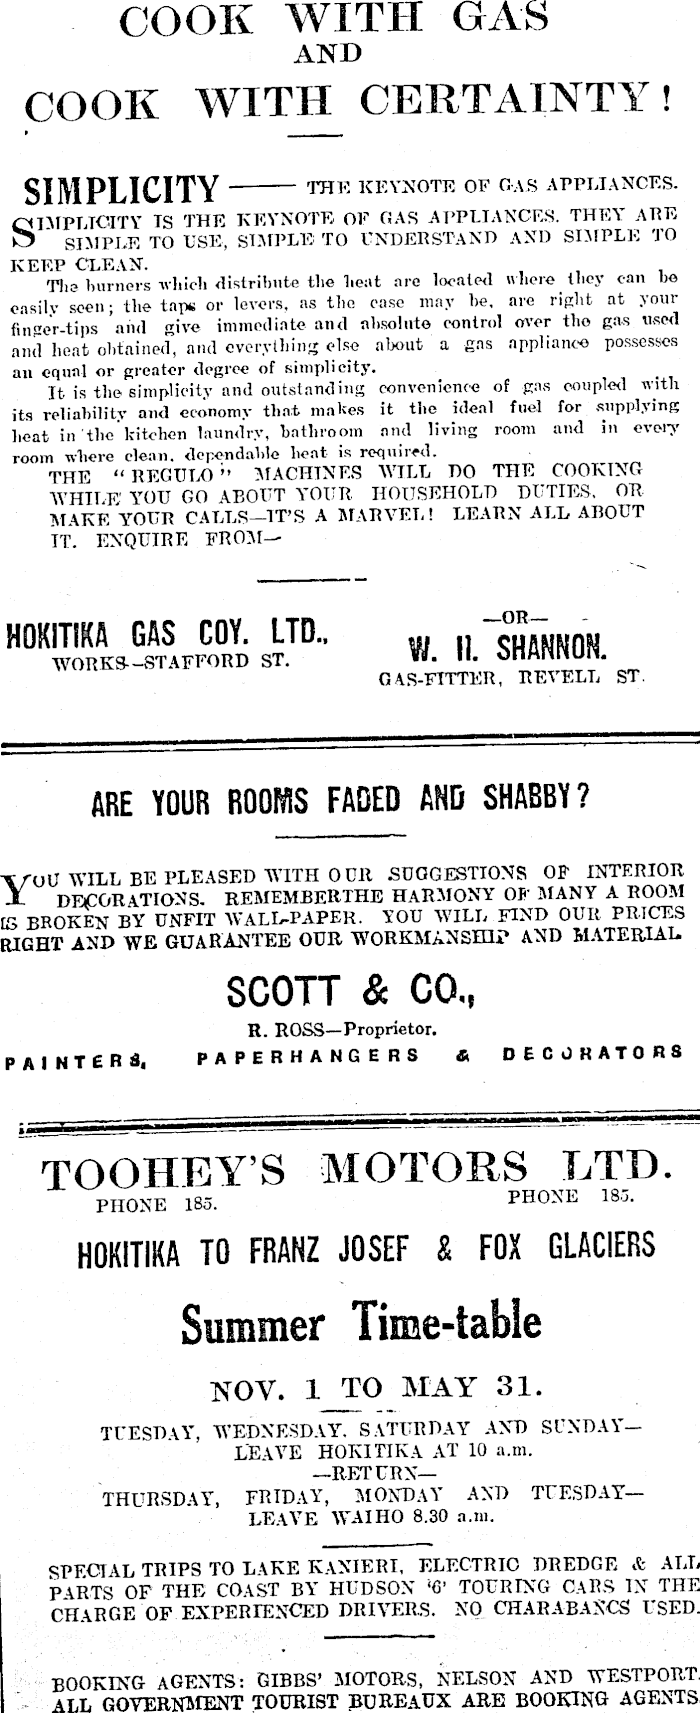 COOK WITH GAS
AND
COOK WITH CERTAINTY!
SIMPLICITY —— THE KEYNOTE OF GAS APPLIANCES.
SIMPLICITY IS THE KEYNOTE OF GAS APPLIANCES. THEY ARE
SIMPLE TO USE, SIMPLE TO UNDERSTAND AND SIMPLE TO
KEEP CLEAN.
The burners which distribute the heat are located where they can be
easily seen; the taps or levers, as the case may be, are right at your
finger-tips and give immediate and absolute control over the gas used
and heat obtained, and everything else about a gas appliance possesses
an equal or greater degree of simplicity.
It is the simplicity and outstanding convenience of gas coupled with
its reliability and economy that makes it the ideal fuel for supplying
heat in the kitchen laundry, bathroom and living room and in every
room where clean, dependable heat is required.
THE "REGULO" MACHINES WILL DO THE COOKING
WHILE YOU GO ABOUT YOUR HOUSEHOLD DUTIES, OR
MAKE YOUR CALLS—IT'S A MARVEL! LEARN ALL ABOUT
IT. ENQUIRE FROM—
HOKITIKA GAS COY. LTD.,
WORKS—STAFFORD ST.
—OR—
W. H. SHANNON.
GAS-FITTER, REVELL ST.
ARE YOUR ROOMS FADED AND SHABBY?
YOU WILL BE PLEASED WITH OUR SUGGESTIONS OF INTERIOR
DECORATIONS. REMEMBERTHE HARMONY OF MANY A ROOM
IS BROKEN BY UNFIT WALL-PAPER. YOU WILL FIND OUR PRICES
RIGHT AND WE GUARANTEE OUR WORKMANSHIP AND MATERIAL
SCOTT & CO.,
R. ROSS—Proprietor.
PAINTERS, PAPERHANGERS & DECORATORS
TOOHEY'S MOTORS LTD.
PHONE 185. PHONE 185.
HOKITIKA TO FRANZ JOSEF & FOX GLACIERS
Summer Time-table
NOV. 1 TO MAY 31.
TUESDAY, WEDNESDAY, SATURDAY AND SUNDAY—
LEAVE HOKITIKA AT 10 a.m.
—RETURN—
THURSDAY, FRIDAY, MONDAY AND TUESDAY—
LEAVE WAIHO 8.30 a.m.
SPECIAL TRIPS TO LAKE KANIERI, ELECTRIC DREDGE & ALL
PARTS OF THE COAST BY HUDSON '6' TOURING CARS IN THE
CHARGE OF EXPERIENCED DRIVERS. NO CHARABANCS USED.
BOOKING AGENTS: GIBBS' MOTORS, NELSON AND WESTPORT.
ALL GOVERNMENT TOURIST BUREAUX ARE BOOKING AGENTS